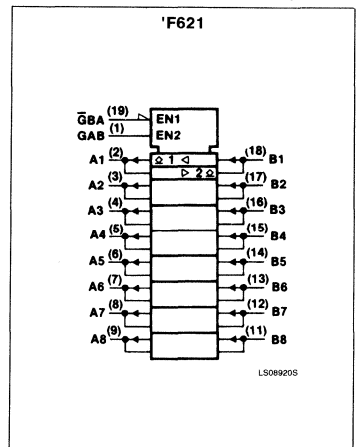 'F621
G̅BA (19) EN1
GAB (1) EN2
A1 (2) ⎐ 1 ◁ (18) B1
▷ 2 ⎐
A2 (3) (17) B2
A3 (4) (16) B3
A4 (5) (15) B4
A5 (6) (14) B5
A6 (7) (13) B6
A7 (8) (12) B7
A8 (9) (11) B8
LS08920S